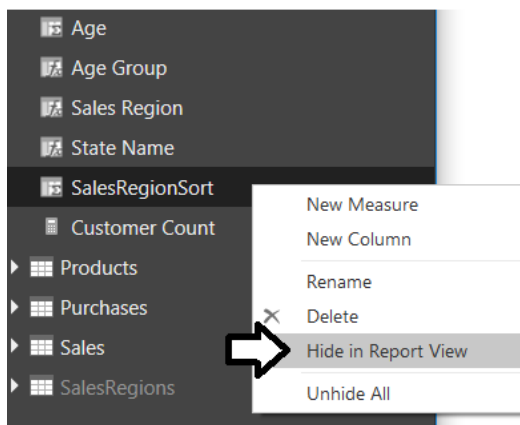 Age
Age Group
Sales Region
State Name
SalesRegionSort
Customer Count
Products
Purchases
Sales
SalesRegions
New Measure
New Column
Rename
Delete
Hide in Report View
Unhide All